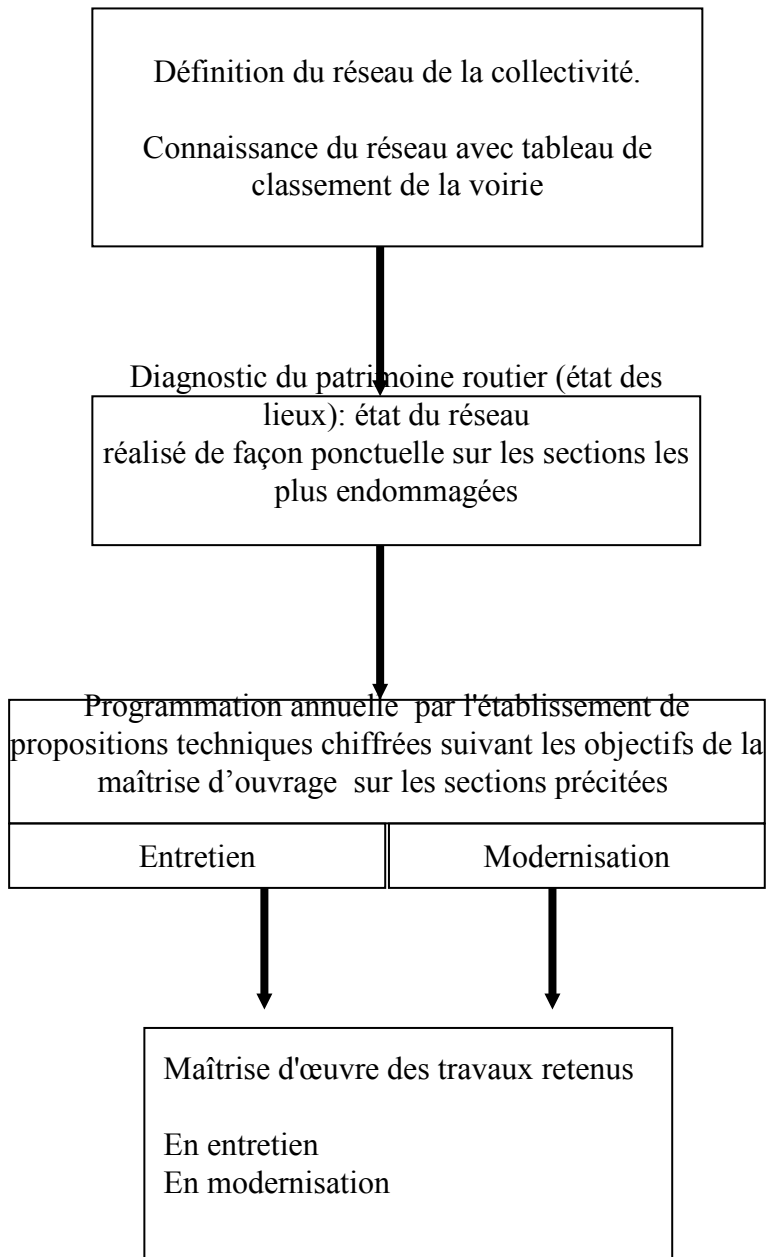 Définition du réseau de la collectivité.
Connaissance du réseau avec tableau de
classement de la voirie
Diagnostic du patrimoine routier (état des
lieux): état du réseau
réalisé de façon ponctuelle sur les sections les
plus endommagées
Programmation annuelle par l'établissement de
propositions techniques chiffrées suivant les objectifs de la
maîtrise d’ouvrage sur les sections précitées
Entretien
Modernisation
Maîtrise d'œuvre des travaux retenus
En entretien
En modernisation